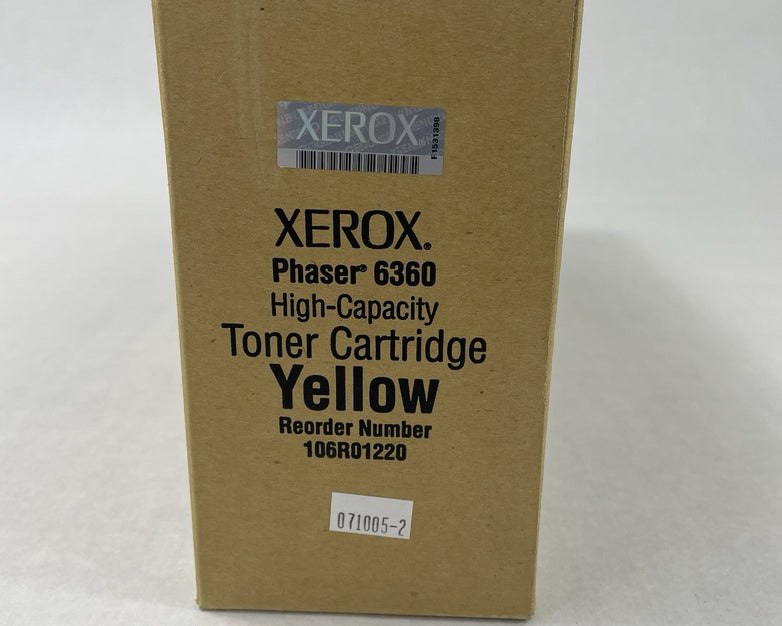 XEROX
F1531398
XEROX®
Phaser® 6360
High-Capacity
Toner Cartridge
Yellow
Reorder Number
106R01220
071005-2